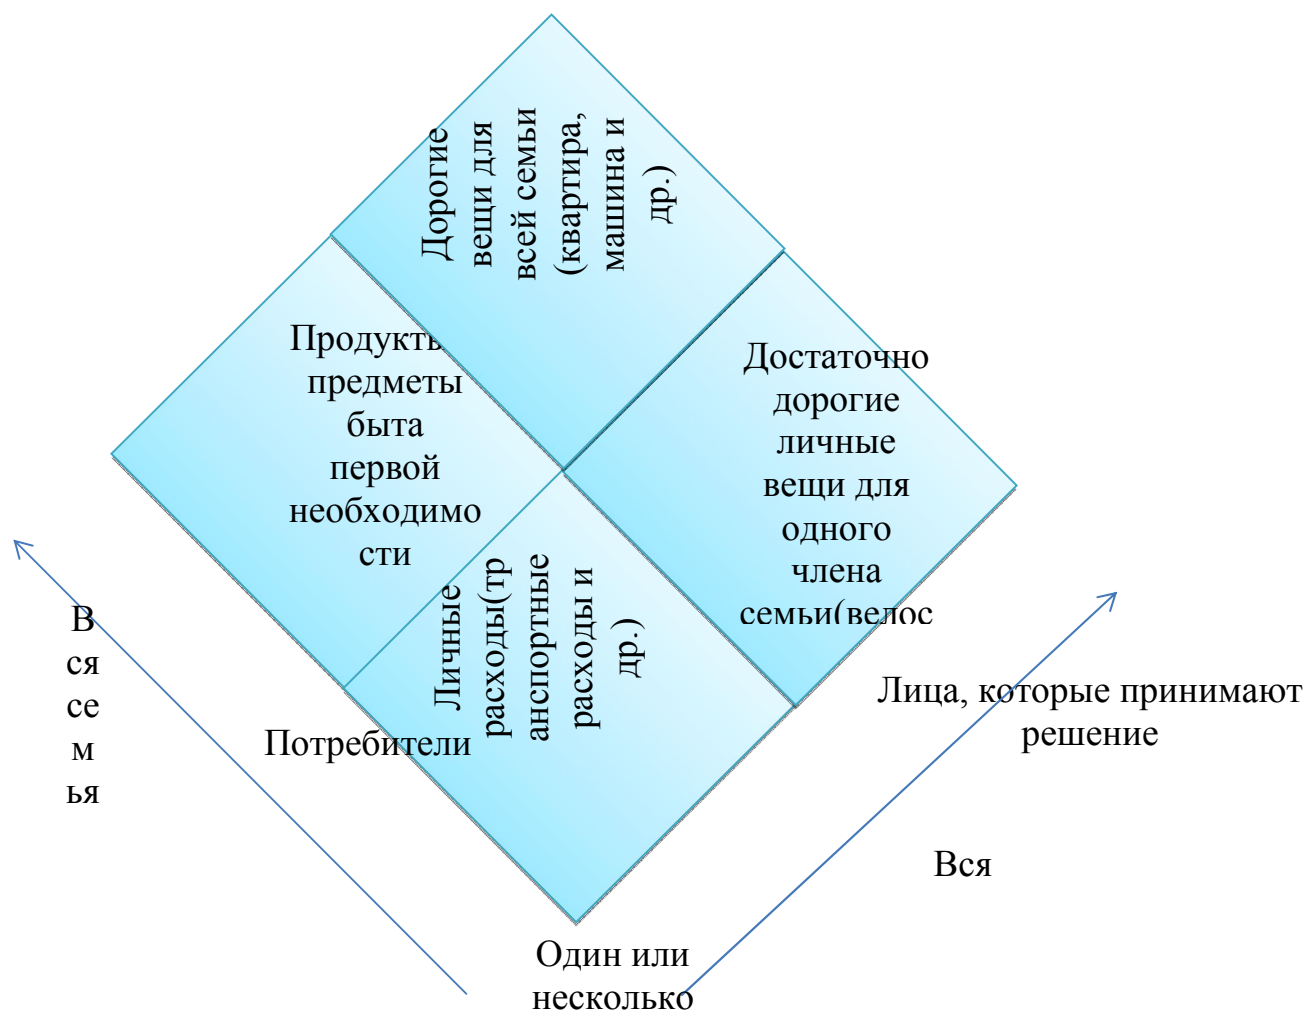 Дорогие
вещи для
всей семьи
(квартира,
машина и
др.)
Продукты
предметы
быта
первой
необходимо
сти
Достаточно
дорогие
личные
вещи для
одного
члена
семьи(велос
Личные
расходы(тр
анспортные
расходы и
др.)
В
ся
се
м
ья
Потребители
Лица, которые принимают
решение
Вся
Один или
несколько